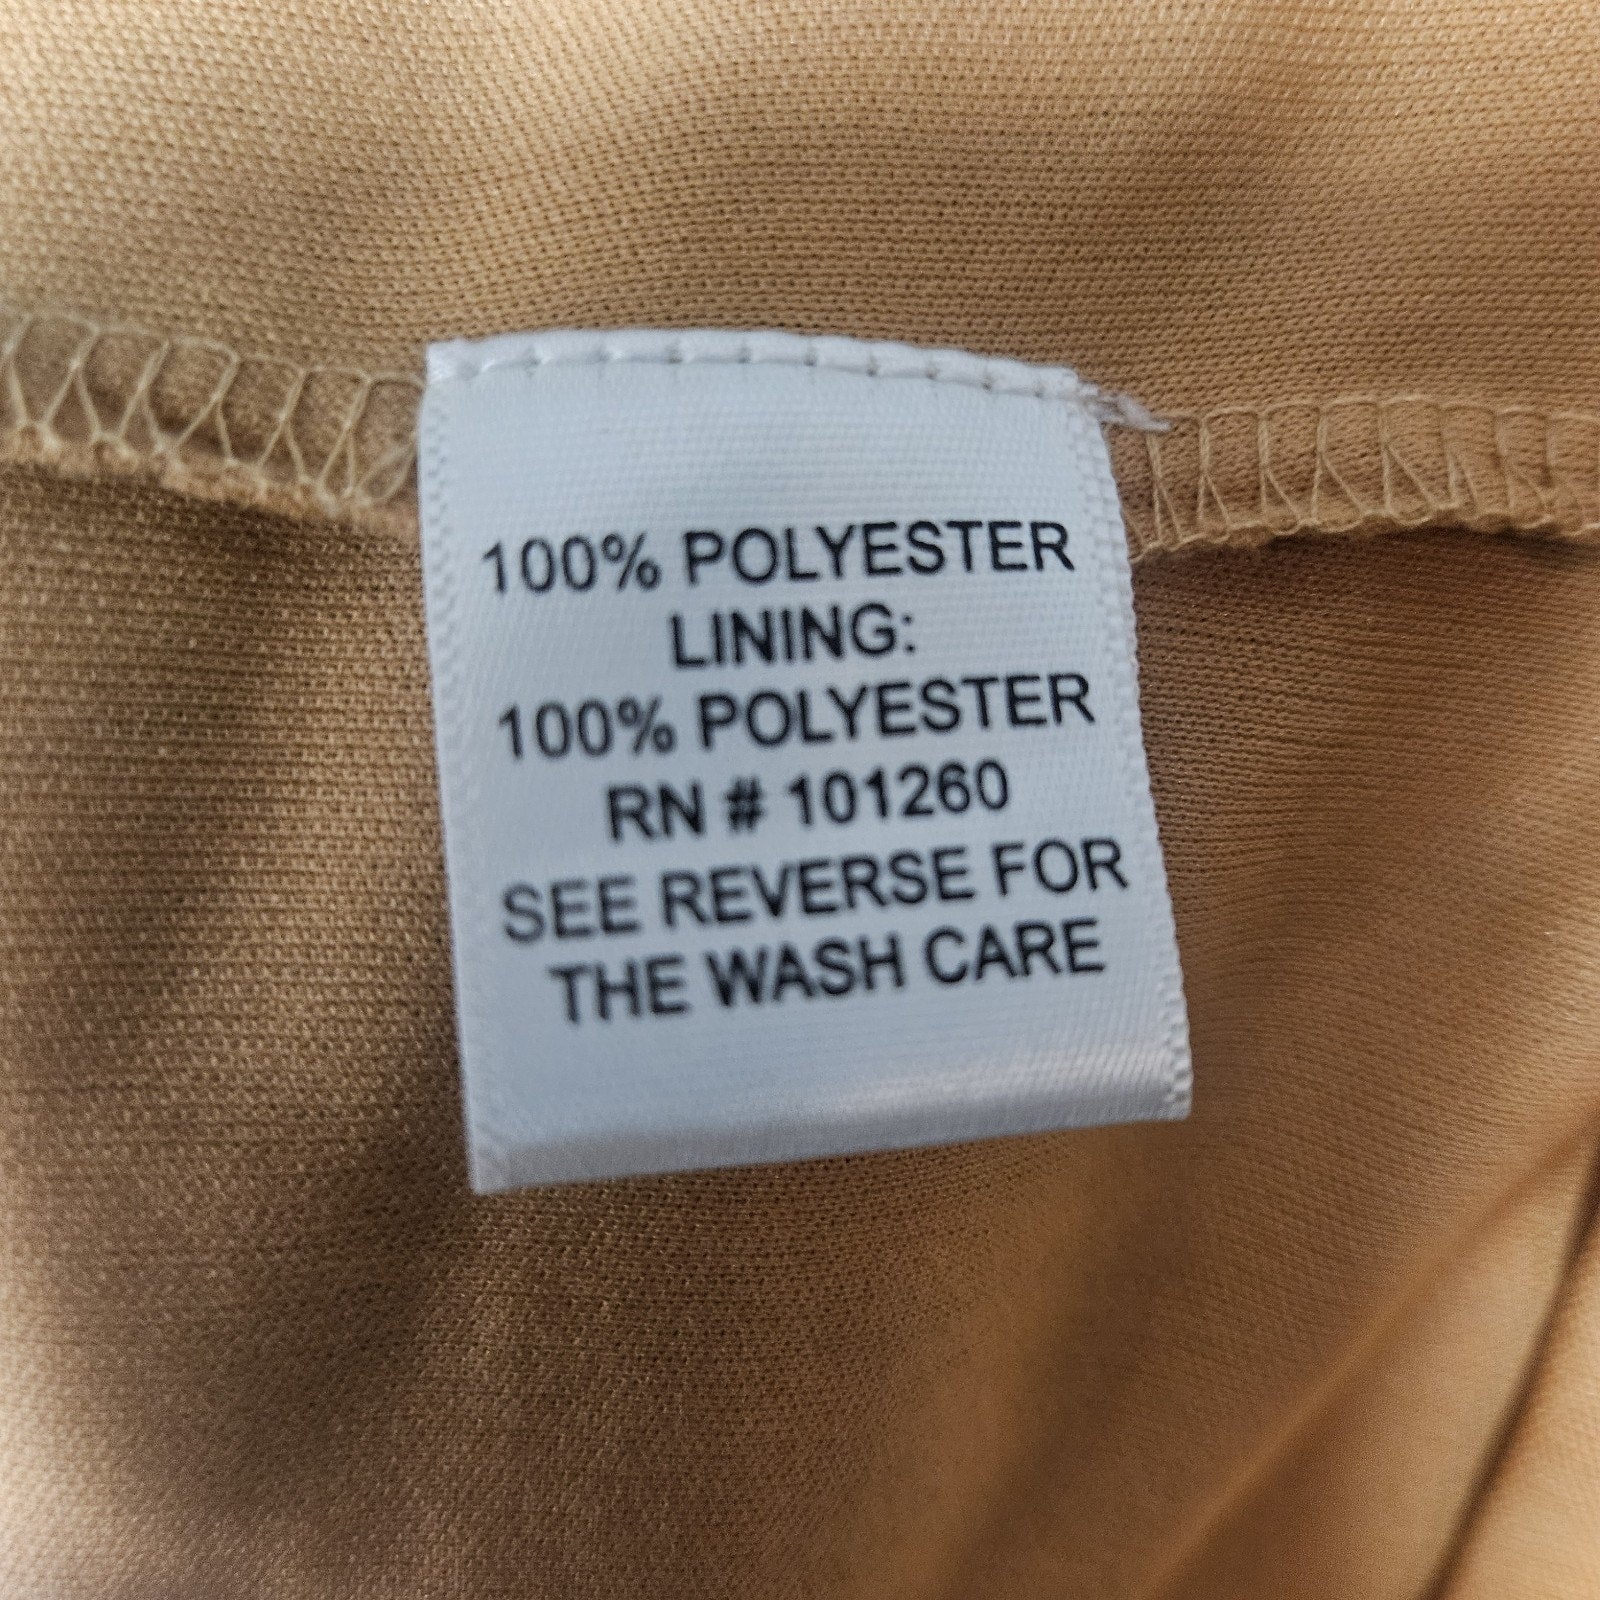 100% POLYESTER
LINING:
100% POLYESTER
RN # 101260
SEE REVERSE FOR
THE WASH CARE